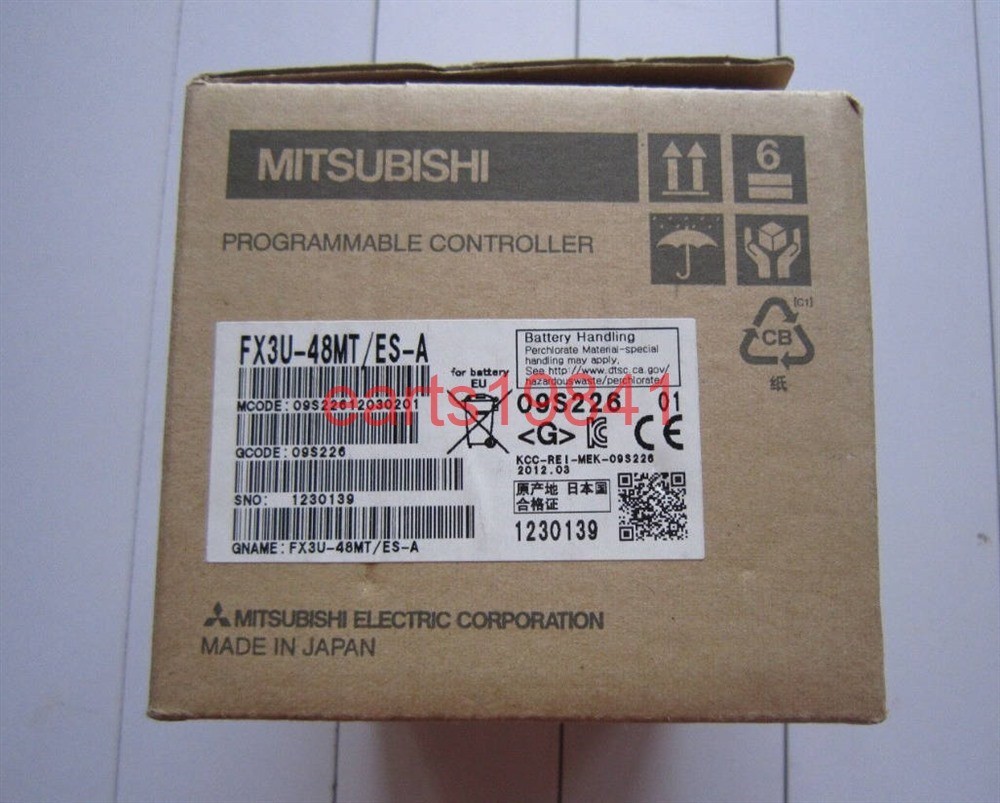 MITSUBISHI
6
PROGRAMMABLE CONTROLLER
[C1]
CB
纸
FX3U-48MT/ES-A
for battery
EU
Battery Handling
Perchlorate Material-special
handling may apply.
See http://www.dtsc.ca.gov/
hazardouswaste/perchlorate
MCODE: 09S22612030201
09S226 01
<G>
CE
GCODE: 09S226
KCC-REI-MEK-09S226
2012.03
SNO: 1230139
原产地 日本国
合格证
1230139
GNAME: FX3U-48MT/ES-A
earts10841
MITSUBISHI ELECTRIC CORPORATION
MADE IN JAPAN